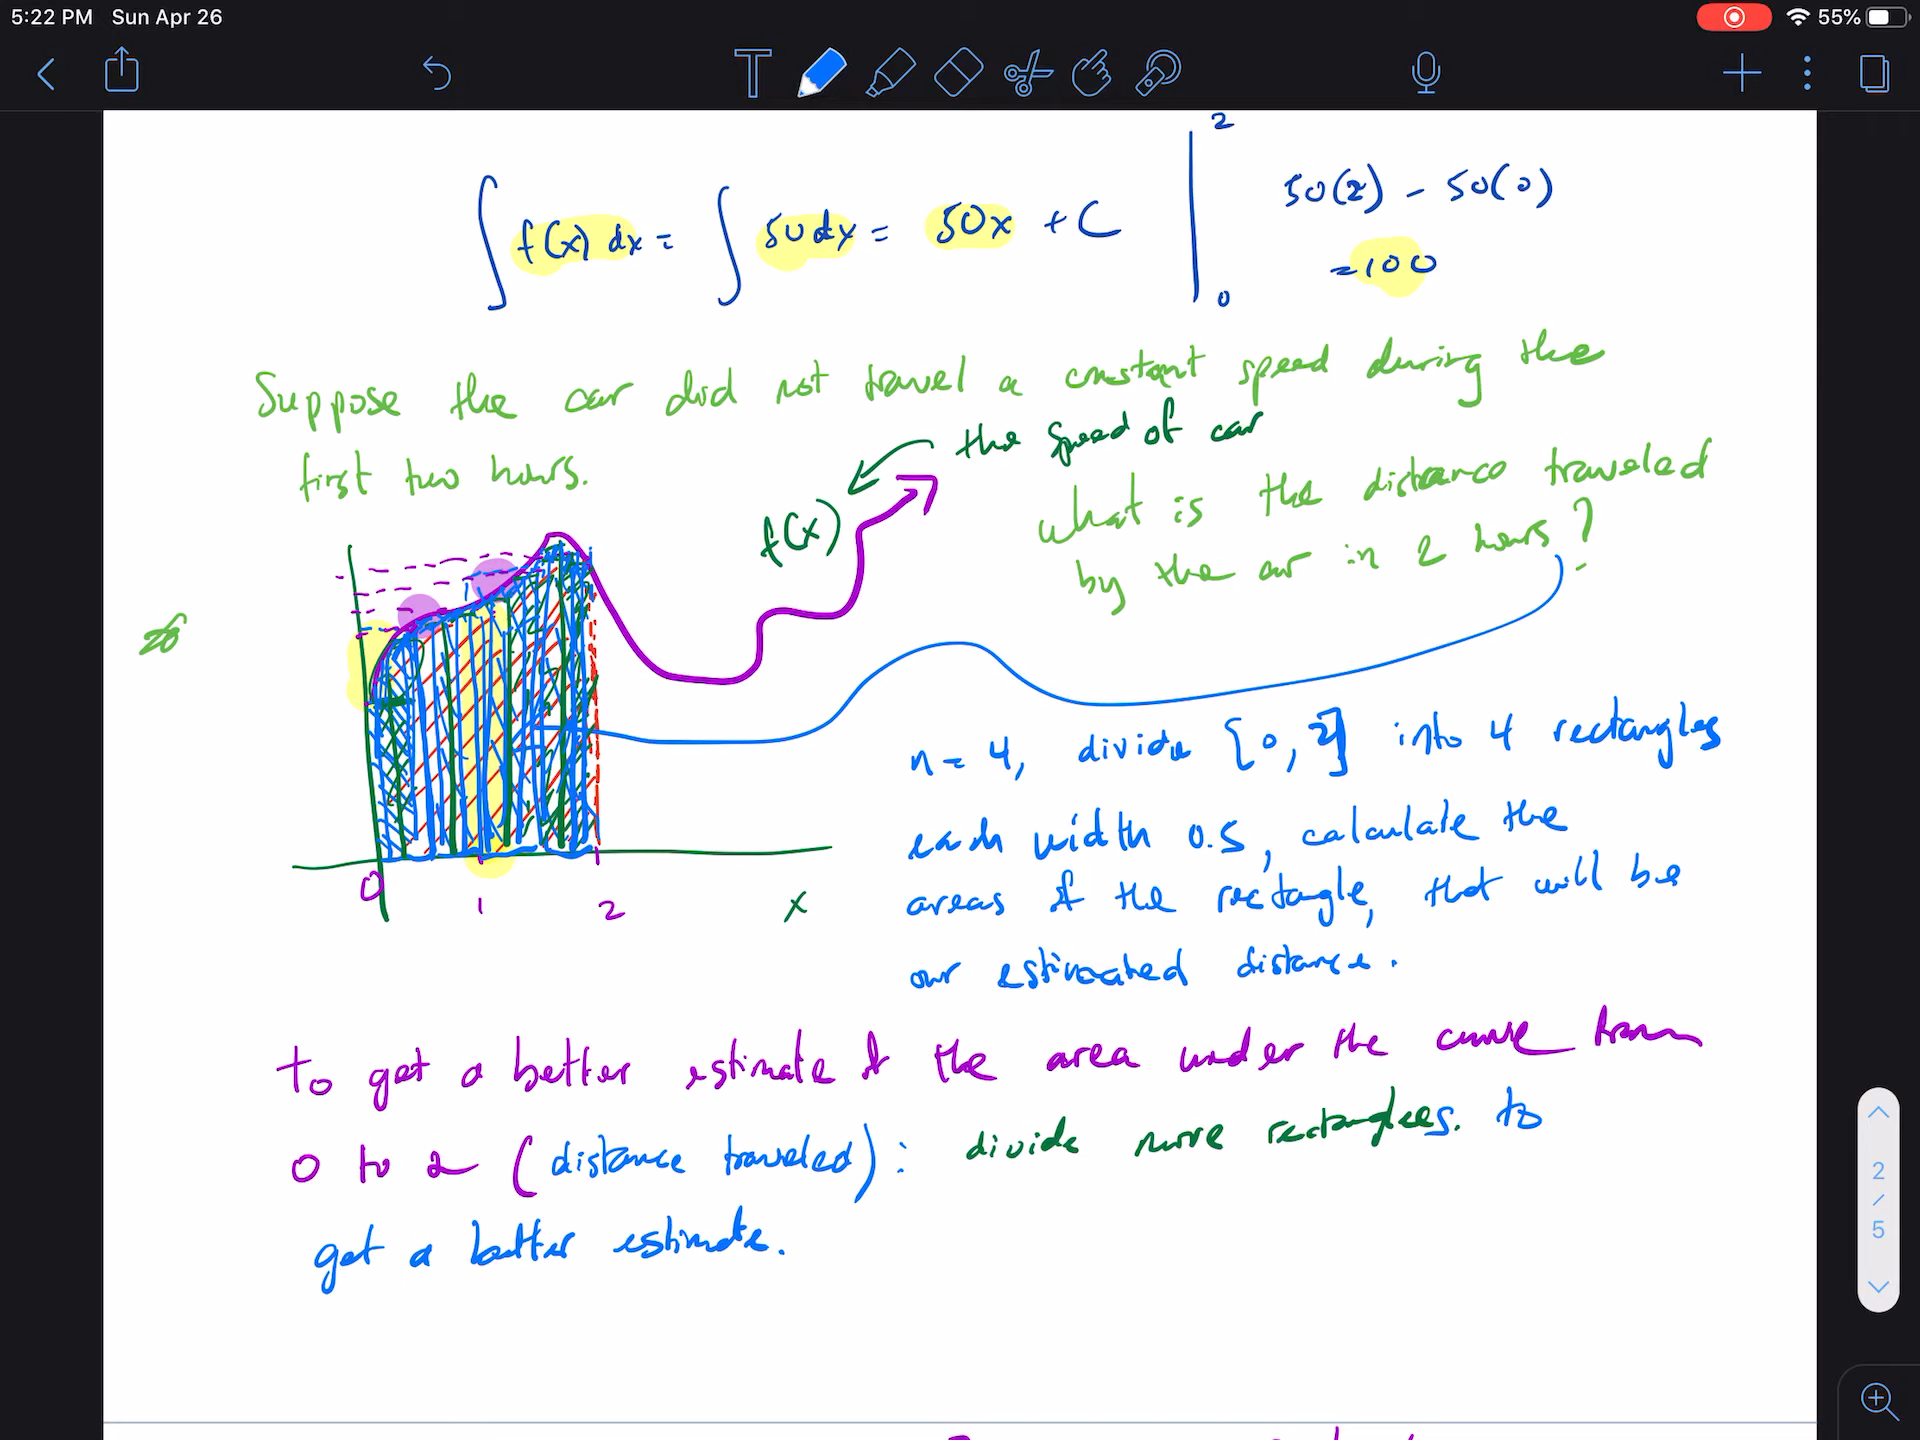 5:22 PM Sun Apr 26
55%
T
2
∫ f(x) dx = ∫ 50 dx = 50x + C | 50(2) - 50(0)
= 100
0
Suppose the car did not travel a constant speed during the
first two hours.
the speed of car
f(x)
What is the distance traveled
by the car in 2 hours?
n = 4, divide [0, 2] into 4 rectangles
each width 0.5, calculate the
areas of the rectangle, that will be
our estimated distance.
0 1 2 x
To get a better estimate of the area under the curve from
0 to 2 (distance traveled): divide more rectangles. to
get a better estimate.
2
/
5